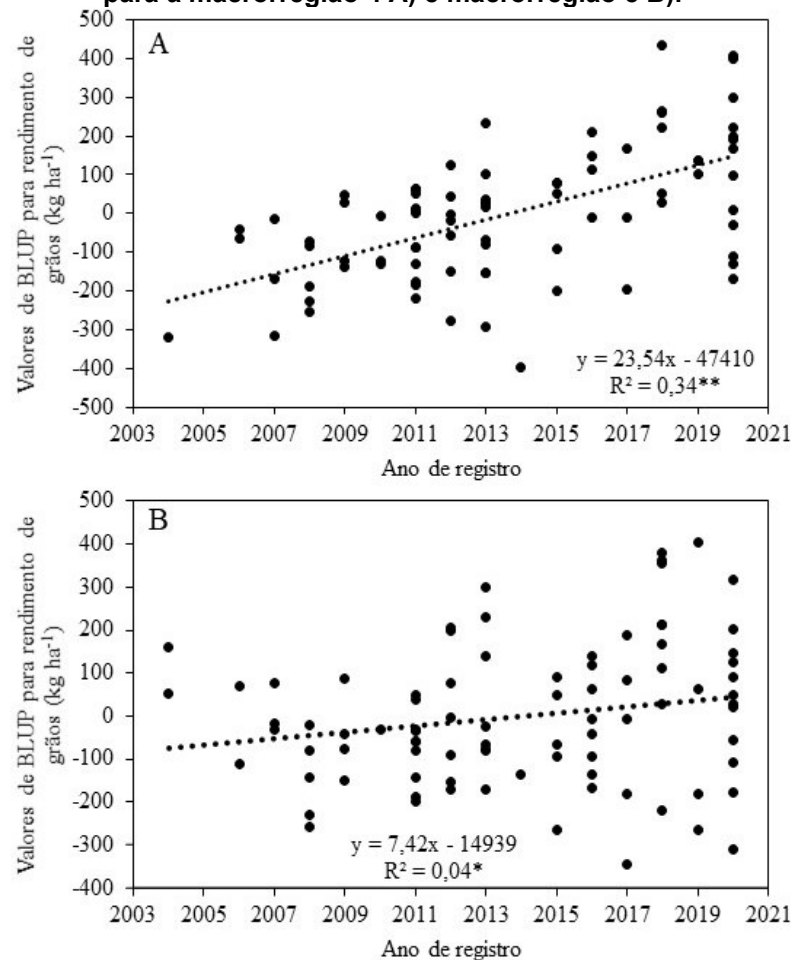 para a macrorregião A) e macrorregião B).
A
Valores de BLUP para rendimento de
grãos (kg ha⁻¹)
500
400
300
200
100
0
-100
-200
-300
-400
-500
y = 23,54x - 47410
R² = 0,34**
2003 2005 2007 2009 2011 2013 2015 2017 2019 2021
Ano de registro
B
Valores de BLUP para rendimento de
grãos (kg ha⁻¹)
500
400
300
200
100
0
-100
-200
-300
-400
y = 7,42x - 14939
R² = 0,04*
2003 2005 2007 2009 2011 2013 2015 2017 2019 2021
Ano de registro